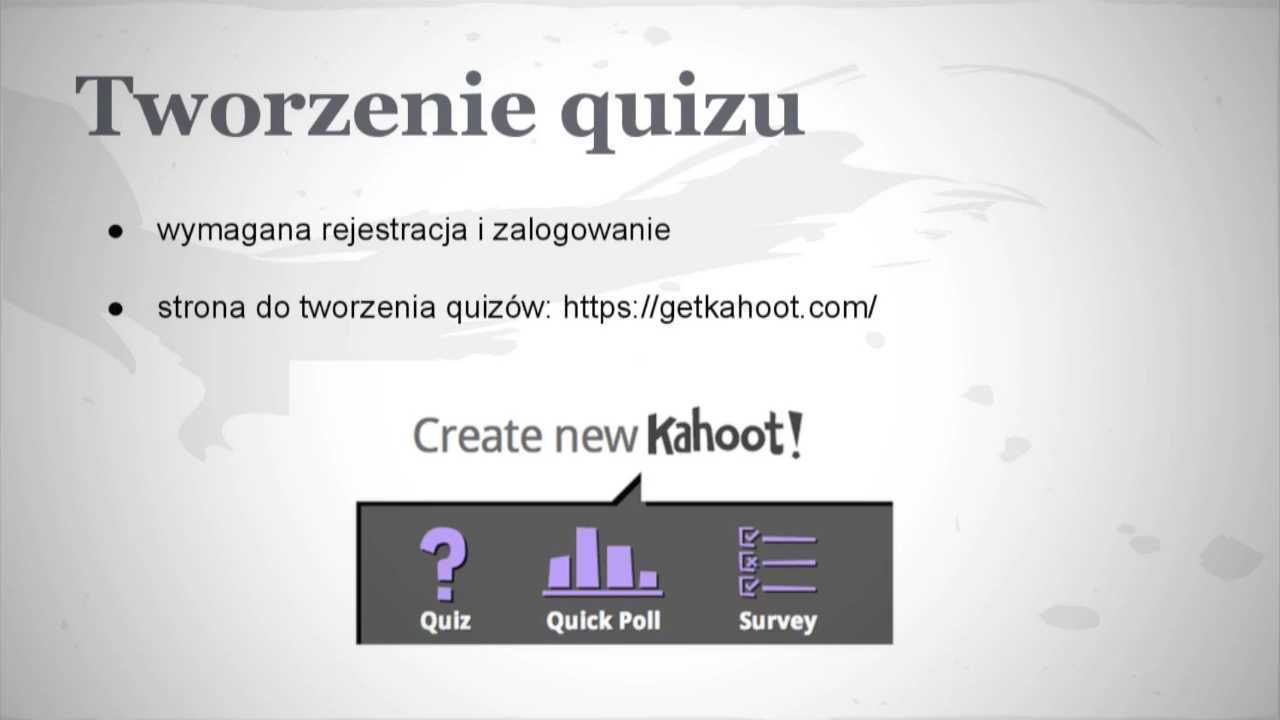 Tworzenie quizu
● wymagana rejestracja i zalogowanie
● strona do tworzenia quizów: https://getkahoot.com/
Create new Kahoot!
Quiz Quick Poll Survey